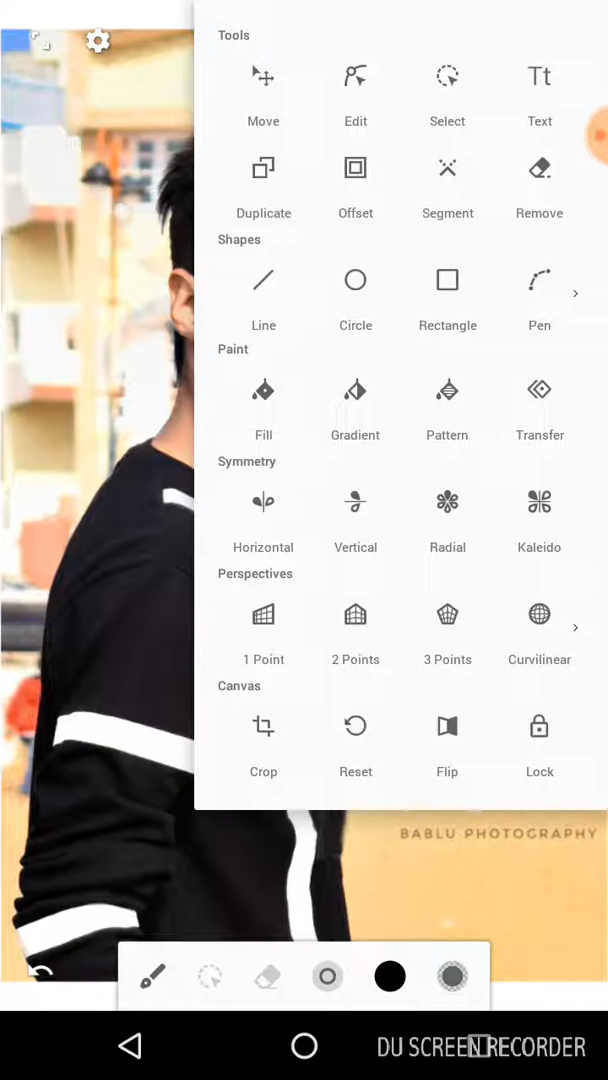 Tools
Move Edit Select Text
Tt
Duplicate Offset Segment Remove
Shapes
Line Circle Rectangle Pen
Paint
Fill Gradient Pattern Transfer
Symmetry
Horizontal Vertical Radial Kaleido
Perspectives
1 Point 2 Points 3 Points Curvilinear
Canvas
Crop Reset Flip Lock
BABLU PHOTOGRAPHY
DU SCREEN RECORDER